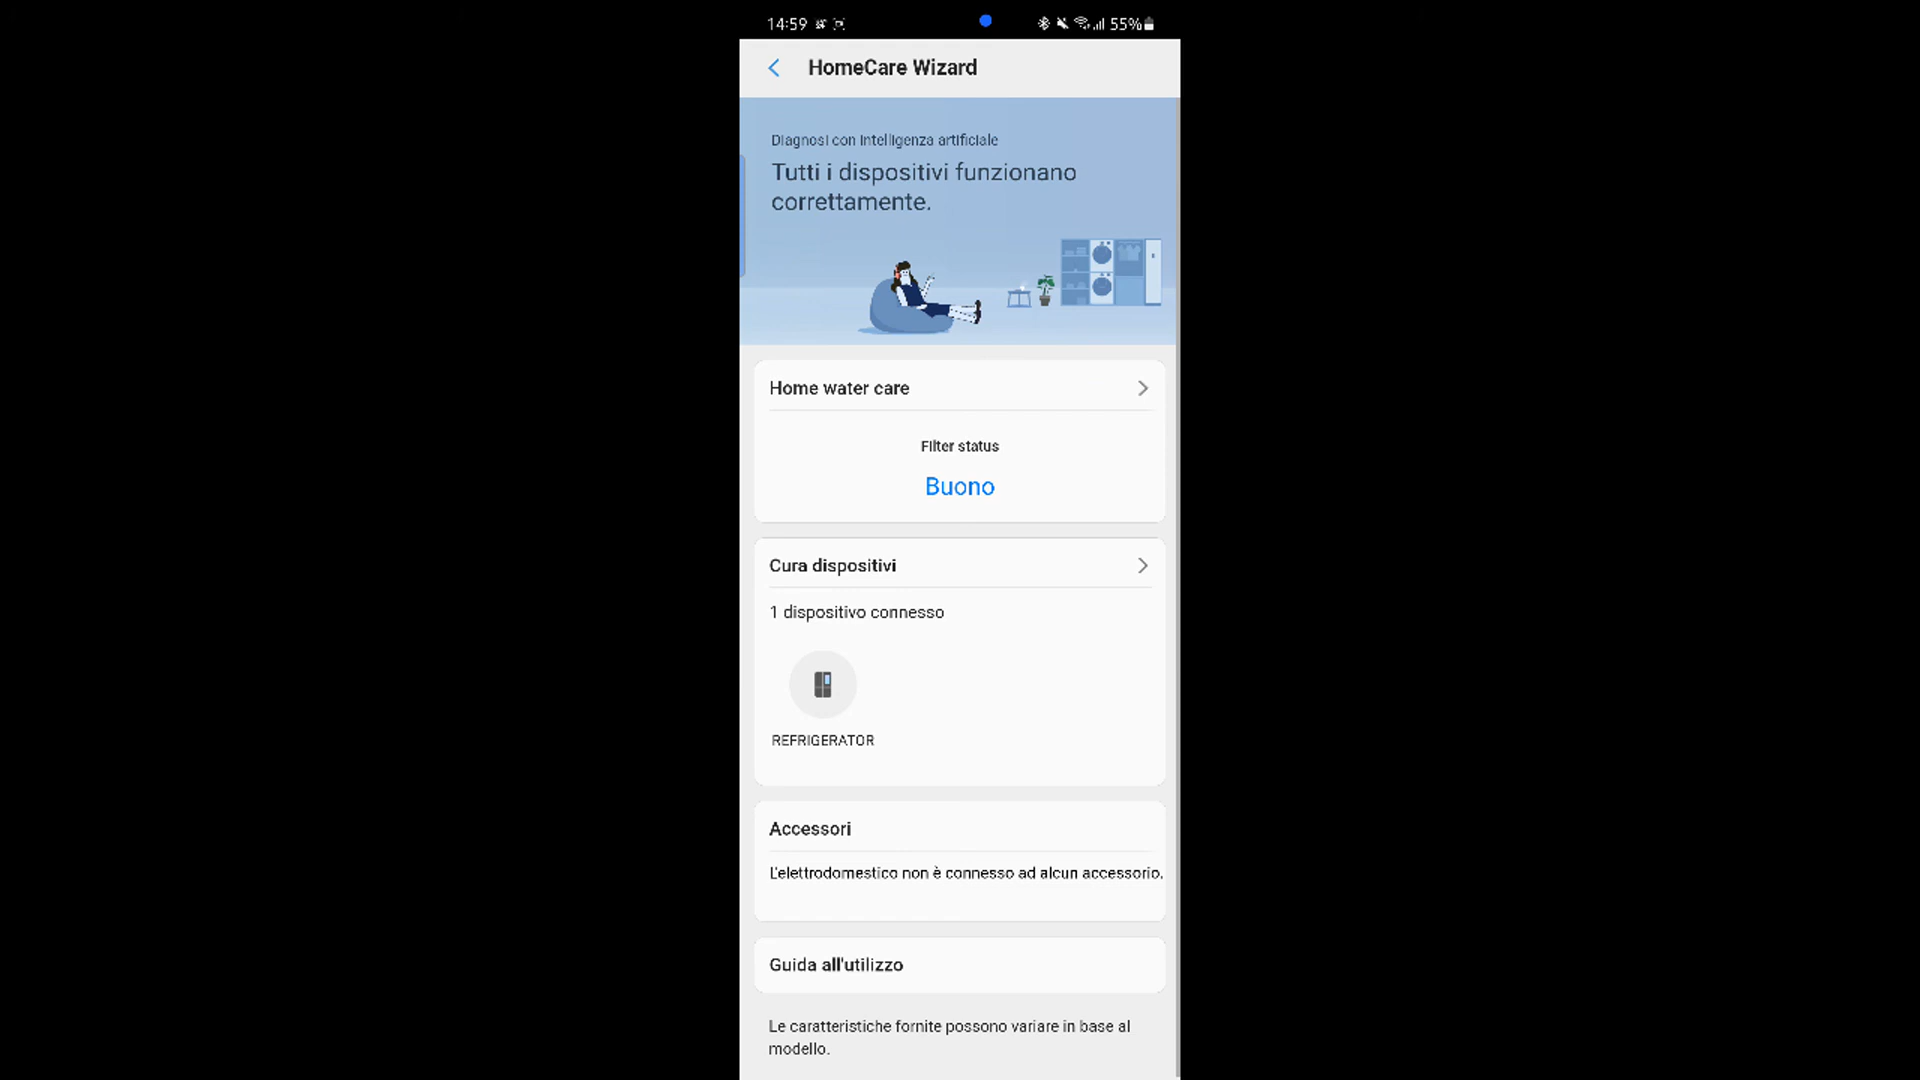 14:59
55%
HomeCare Wizard
Diagnosi con intelligenza artificiale
Tutti i dispositivi funzionano
correttamente.
Home water care
Filter status
Buono
Cura dispositivi
1 dispositivo connesso
REFRIGERATOR
Accessori
L'elettrodomestico non è connesso ad alcun accessorio.
Guida all'utilizzo
Le caratteristiche fornite possono variare in base al
modello.